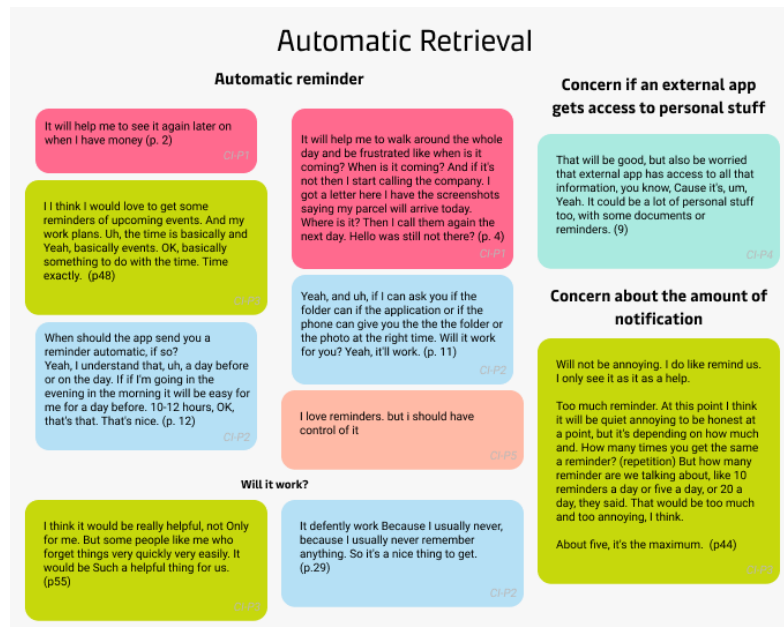 Automatic Retrieval
Automatic reminder
It will help me to see it again later on
when I have money (p. 2)
CI-P1
I I think I would love to get some
reminders of upcoming events. And my
work plans. Uh, the time is basically and
Yeah, basically events. OK, basically
something to do with the time. Time
exactly.  (p48)
When should the app send you a
reminder automatic, if so?
Yeah, I understand that, uh, a day before
or on the day. If if I'm going in the
evening in the morning it will be easy for
me for a day before. 10-12 hours, OK,
that's that. That's nice. (p. 12)
CI-P2
It will help me to walk around the whole
day and be frustrated like when is it
coming? When is it coming? And if it's
not then I start calling the company. I
got a letter here I have the screenshots
saying my parcel will arrive today.
Where is it? Then I call them again the
next day. Hello was still not there? (p. 4)
CI-P1
Yeah, and uh, if I can ask you if the
folder can if the application or if the
phone can give you the the the folder or
the photo at the right time. Will it work
for you? Yeah, it'll work. (p. 11)
CI-P2
I love reminders. but i should have
control of it
CI-P5
Will it work?
I think it would be really helpful, not Only
for me. But some people like me who
forget things very quickly very easily. It
would be Such a helpful thing for us.
(p55)
It defently work Because I usually never,
because I usually never remember
anything. So it's a nice thing to get.
(p.29)
CI-P2
Concern if an external app
gets access to personal stuff
That will be good, but also be worried
that external app has access to all that
information, you know, Cause it's, um,
Yeah. It could be a lot of personal stuff
too, with some documents or
reminders. (9)
CI-P4
Concern about the amount of
notification
Will not be annoying. I do like remind us.
I only see it as it as a help.
Too much reminder. At this point I think
it will be quiet annoying to be honest at
a point, but it's depending on how much
and. How many times you get the same
a reminder? (repetition) But how many
reminder are we talking about, like 10
reminders a day or five a day, or 20 a
day, they said. That would be too much
and too annoying, I think.
About five, it's the maximum.  (p44)